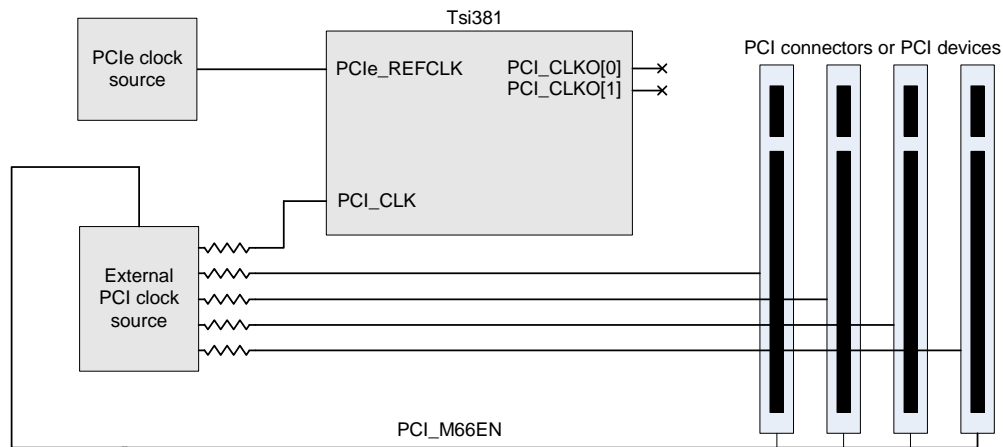 Tsi381
PCIe clock
source
PCIe_REFCLK
PCI_CLKO[0]
PCI_CLKO[1]
PCI connectors or PCI devices
PCI_CLK
External
PCI clock
source
PCI_M66EN